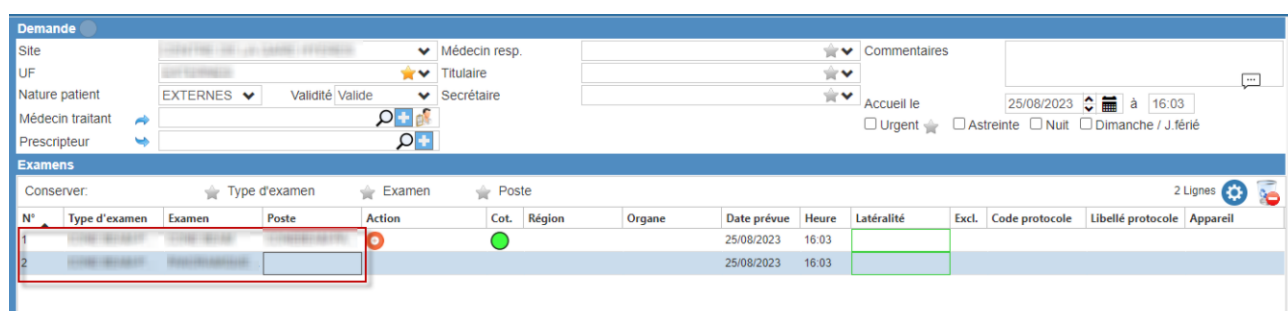 Demande
Site Médecin resp. Commentaires
UF Titulaire
Nature patient EXTERNES Validité Valide Secrétaire
Accueil le 25/08/2023 à 16:03
Médecin traitant
Urgent Astreinte Nuit Dimanche / J.férié
Prescripteur
Examens
Conserver: Type d'examen Examen Poste 2 Lignes
N° Type d'examen Examen Poste Action Cot. Région Organe Date prévue Heure Latéralité Excl. Code protocole Libellé protocole Appareil
1 25/08/2023 16:03
2 25/08/2023 16:03